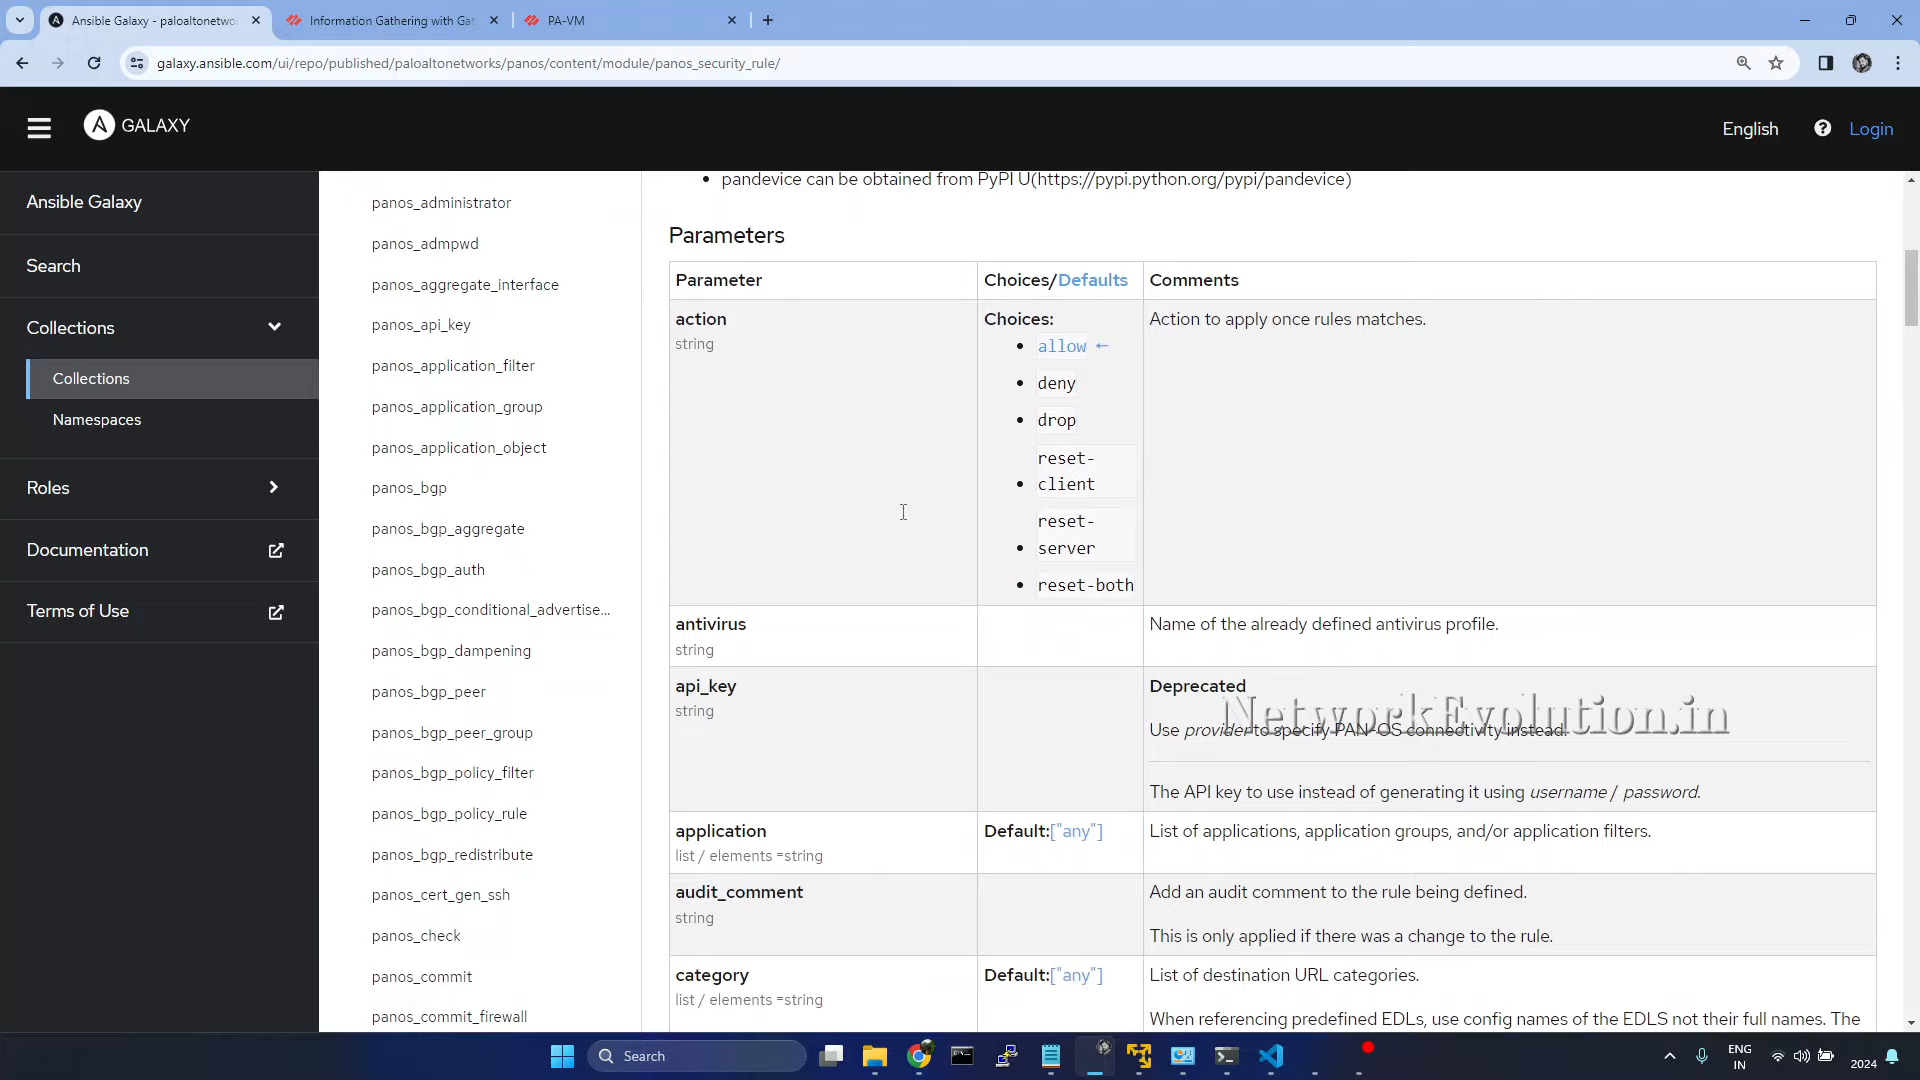 Ansible Galaxy - paloaltonetwo
Information Gathering with Gat
PA-VM
galaxy.ansible.com/ui/repo/published/paloaltonetworks/panos/content/module/panos_security_rule/
GALAXY
English
Login
Ansible Galaxy
Search
Collections
Collections
Namespaces
Roles
Documentation
Terms of Use
panos_administrator
panos_admpwd
panos_aggregate_interface
panos_api_key
panos_application_filter
panos_application_group
panos_application_object
panos_bgp
panos_bgp_aggregate
panos_bgp_auth
panos_bgp_conditional_advertise...
panos_bgp_dampening
panos_bgp_peer
panos_bgp_peer_group
panos_bgp_policy_filter
panos_bgp_policy_rule
panos_bgp_redistribute
panos_cert_gen_ssh
panos_check
panos_commit
panos_commit_firewall
• pandevice can be obtained from PyPI U(https://pypi.python.org/pypi/pandevice)
Parameters
Parameter Choices/Defaults Comments
action
string
Choices:
• allow ←
• deny
• drop
• reset-
client
• reset-
server
• reset-both
Action to apply once rules matches.
antivirus
string
Name of the already defined antivirus profile.
api_key
string
Deprecated
Use provider to specify PAN-OS connectivity instead.
The API key to use instead of generating it using username / password.
NetworkEvolution.in
application
list / elements =string
Default:["any"]
List of applications, application groups, and/or application filters.
audit_comment
string
Add an audit comment to the rule being defined.
This is only applied if there was a change to the rule.
category
list / elements =string
Default:["any"]
List of destination URL categories.
When referencing predefined EDLs, use config names of the EDLS not their full names. The
Search
ENG
IN
2024